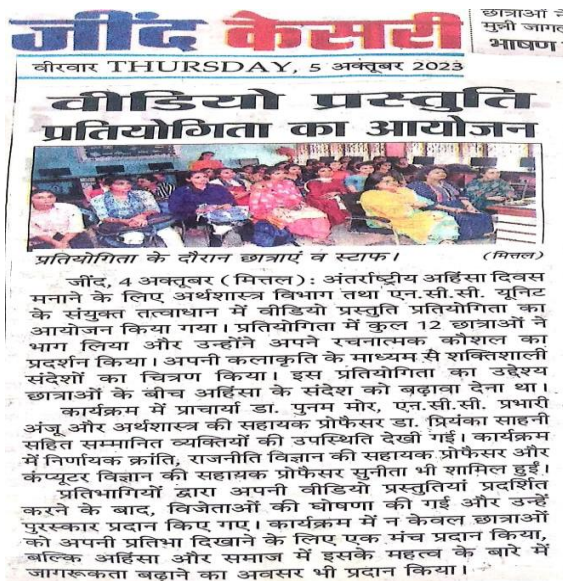 छात्राओं ने
मुन्नी जागत
भाषण
जींद केसरी
वीरवार THURSDAY, 5 अक्तूबर 2023
वीडियो प्रस्तुति
प्रतियोगिता का आयोजन
प्रतियोगिता के दौरान छात्राएं व स्टाफ। (मित्तल)
जींद, 4 अक्तूबर (मित्तल) : अंतर्राष्ट्रीय अहिंसा दिवस
मनाने के लिए अर्थशास्त्र विभाग तथा एन.सी.सी. यूनिट
के संयुक्त तत्वाधान में वीडियो प्रस्तुति प्रतियोगिता का
आयोजन किया गया। प्रतियोगिता में कुल 12 छात्राओं ने
भाग लिया और उन्होंने अपने रचनात्मक कौशल का
प्रदर्शन किया। अपनी कलाकृति के माध्यम से शक्तिशाली
संदेशों का चित्रण किया। इस प्रतियोगिता का उद्देश्य
छात्राओं के बीच अहिंसा के संदेश को बढ़ावा देना था।
कार्यक्रम में प्राचार्या डा. पुनम मोर, एन.सी.सी. प्रभारी
अंजू और अर्थशास्त्र की सहायक प्रोफैसर डा. प्रियंका साहनी
सहित सम्मानित व्यक्तियों की उपस्थिति देखी गई। कार्यक्रम
में निर्णायक क्रांति, राजनीति विज्ञान की सहायक प्रोफैसर और
कंप्यूटर विज्ञान की सहायक प्रोफैसर सुनीता भी शामिल हुईं।
प्रतिभागियों द्वारा अपनी वीडियो प्रस्तुतियां प्रदर्शित
करने के बाद, विजेताओं की घोषणा की गई और उन्हें
पुरस्कार प्रदान किए गए। कार्यक्रम में न केवल छात्राओं
को अपनी प्रतिभा दिखाने के लिए एक मंच प्रदान किया,
बल्कि अहिंसा और समाज में इसके महत्व के बारे में
जागरूकता बढ़ाने का अवसर भी प्रदान किया।